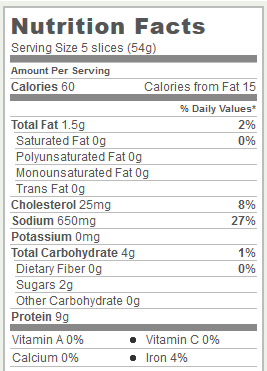 Nutrition Facts
Serving Size 5 slices (54g)
Amount Per Serving
Calories 60 Calories from Fat 15
% Daily Values*
Total Fat 1.5g 2%
Saturated Fat 0g 0%
Polyunsaturated Fat 0g
Monounsaturated Fat 0g
Trans Fat 0g
Cholesterol 25mg 8%
Sodium 650mg 27%
Potassium 0mg
Total Carbohydrate 4g 1%
Dietary Fiber 0g 0%
Sugars 2g
Other Carbohydrate 0g
Protein 9g
Vitamin A 0% • Vitamin C 0%
Calcium 0% • Iron 4%